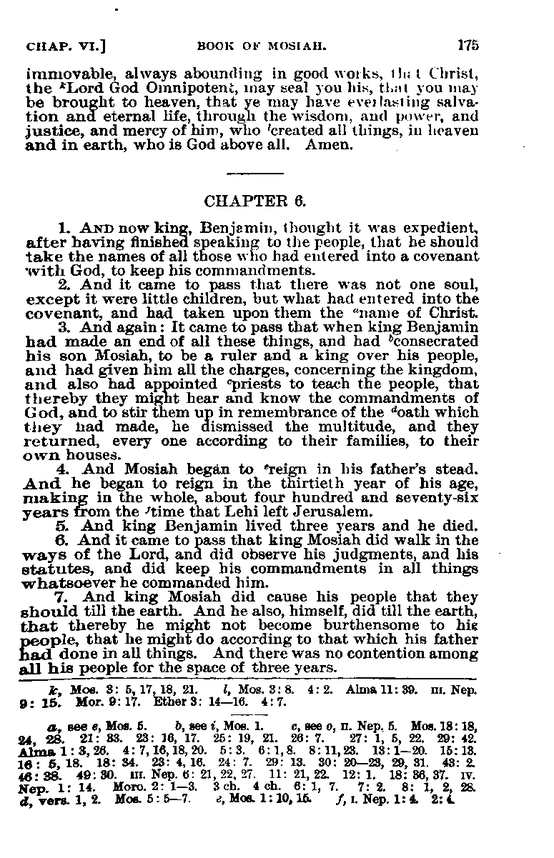 CHAP. VI.] BOOK OF MOSIAH. 175
immovable, always abounding in good works, that Christ,
the ᵏLord God Omnipotent, may seal you his, that you may
be brought to heaven, that ye may have everlasting salva-
tion and eternal life, through the wisdom, and power, and
justice, and mercy of him, who ˡcreated all things, in heaven
and in earth, who is God above all. Amen.
CHAPTER 6.
1. AND now king, Benjamin, thought it was expedient,
after having finished speaking to the people, that he should
take the names of all those who had entered into a covenant
with God, to keep his commandments.
2. And it came to pass that there was not one soul,
except it were little children, but what had entered into the
covenant, and had taken upon them the ᵃname of Christ.
3. And again: It came to pass that when king Benjamin
had made an end of all these things, and had ᵇconsecrated
his son Mosiah, to be a ruler and a king over his people,
and had given him all the charges, concerning the kingdom,
and also had appointed ᶜpriests to teach the people, that
thereby they might hear and know the commandments of
God, and to stir them up in remembrance of the ᵈoath which
they had made, he dismissed the multitude, and they
returned, every one according to their families, to their
own houses.
4. And Mosiah began to ᵉreign in his father's stead.
And he began to reign in the thirtieth year of his age,
making in the whole, about four hundred and seventy-six
years from the ᶠtime that Lehi left Jerusalem.
5. And king Benjamin lived three years and he died.
6. And it came to pass that king Mosiah did walk in the
ways of the Lord, and did observe his judgments, and his
statutes, and did keep his commandments in all things
whatsoever he commanded him.
7. And king Mosiah did cause his people that they
should till the earth. And he also, himself, did till the earth,
that thereby he might not become burthensome to his
people, that he might do according to that which his father
had done in all things. And there was no contention among
all his people for the space of three years.
k, Mos. 3: 5, 17, 18, 21. l, Mos. 3: 8. 4: 2. Alma 11: 39. III. Nep.
9: 15. Mor. 9: 17. Ether 3: 14—16. 4: 7.
a, see e, Mos. 5. b, see i, Mos. 1. c, see o, II. Nep. 5. Mos. 18: 18,
24, 28. 21: 33. 23: 16, 17. 25: 19, 21. 26: 7. 27: 1, 5, 22. 29: 42.
Alma 1: 3, 26. 4: 7, 16, 18, 20. 5: 3. 6: 1, 8. 8: 11, 23. 13: 1—20. 15: 13.
16: 5, 18. 18: 34. 23: 4, 16. 24: 7. 29: 13. 30: 20—23, 29, 31. 43: 2.
46: 38. 49: 30. III. Nep. 6: 21, 22, 27. 11: 21, 22. 12: 1. 18: 36, 37. IV.
Nep. 1: 14. Moro. 2: 1—3. 3 ch. 4 ch. 6: 1, 7. 7: 2. 8: 1, 2, 28.
d, vers. 1, 2. Mos. 5: 5—7. e, Mos. 1: 10, 15. f, I. Nep. 1: 4. 2: 4.